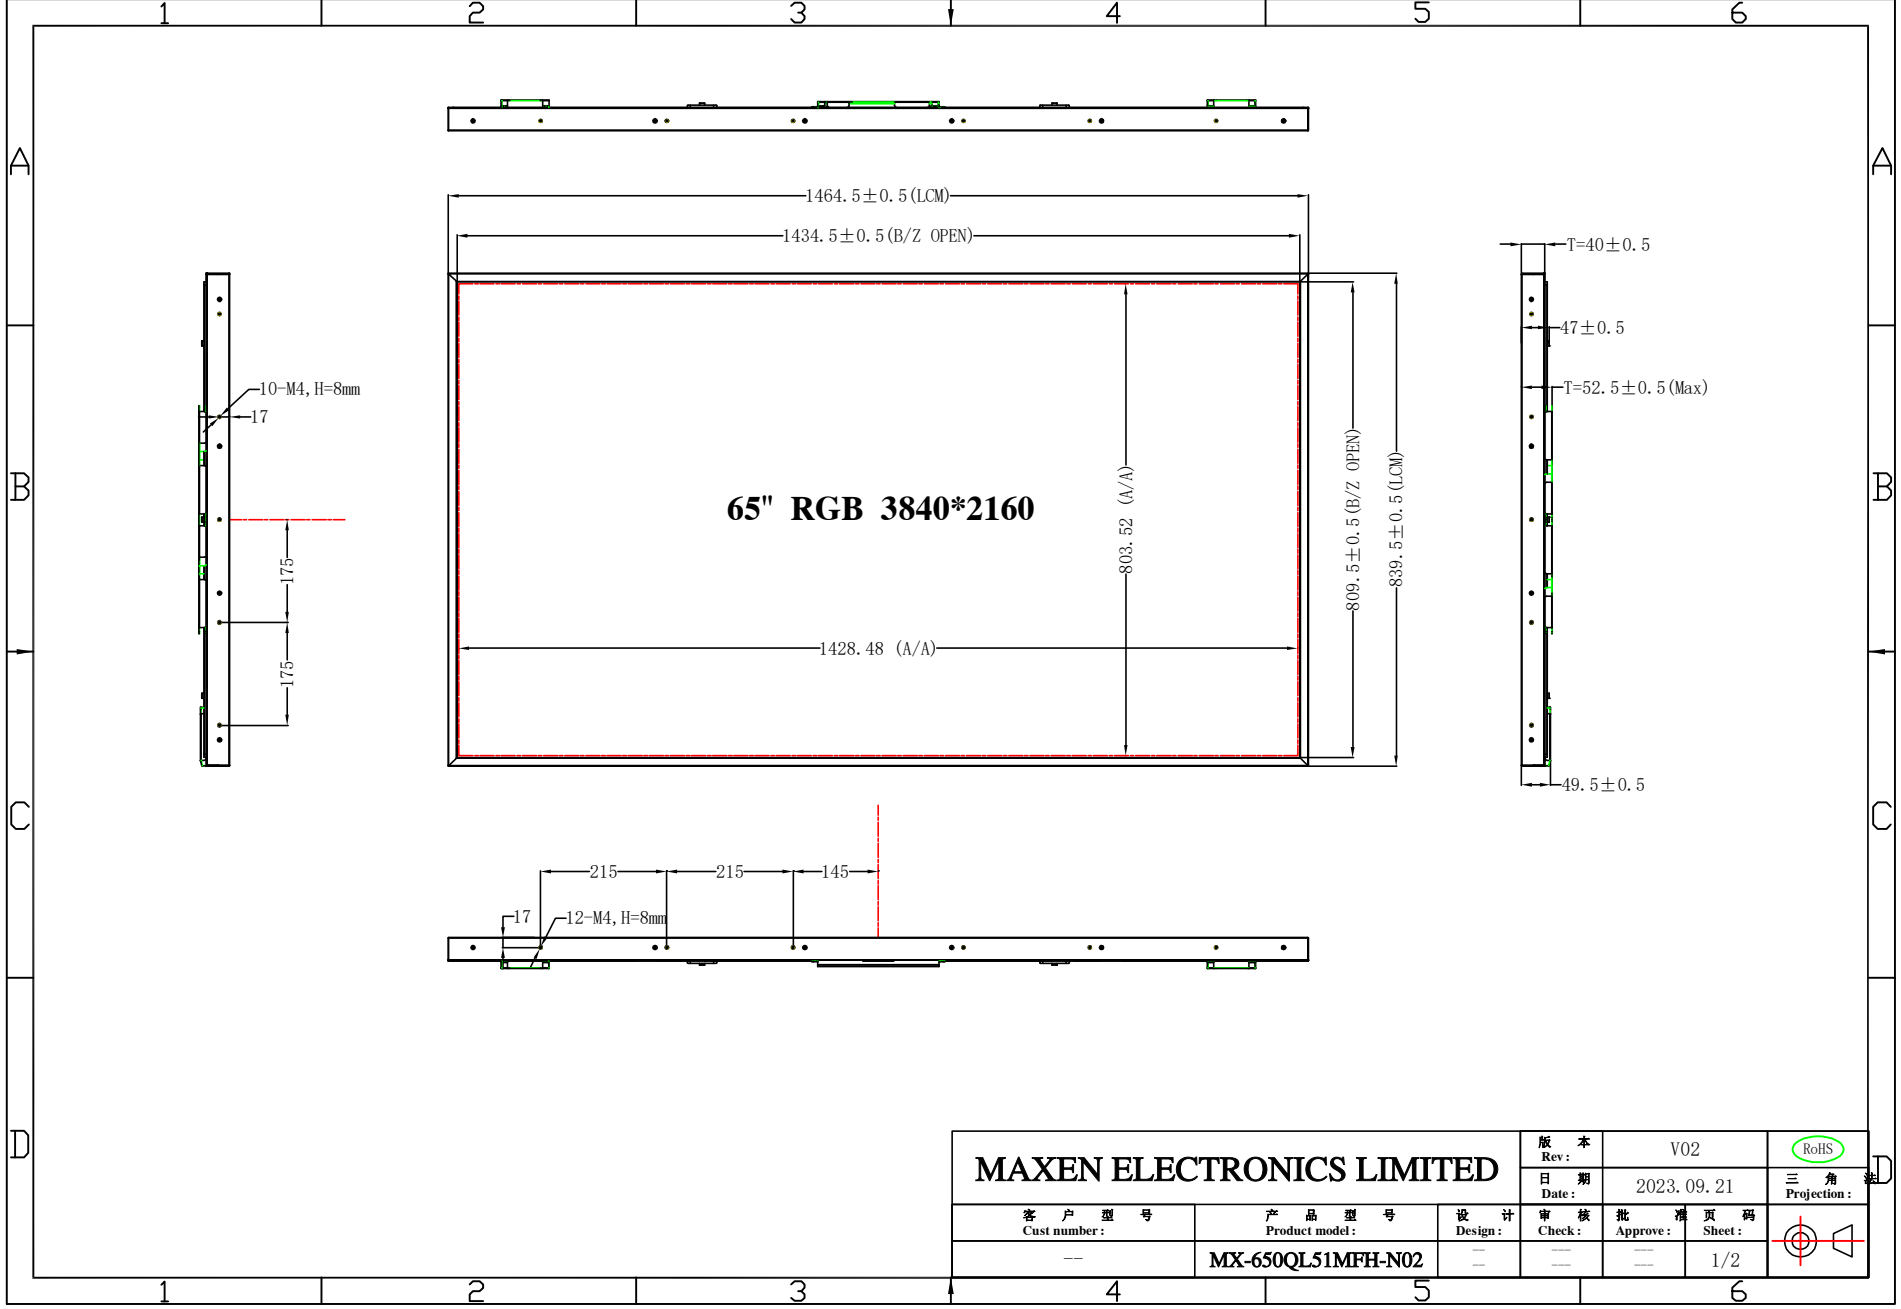 1 2 3 4 5 6
A A
1464.5±0.5(LCM)
1434.5±0.5(B/Z OPEN)
T=40±0.5
47±0.5
10-M4,H=8mm
T=52.5±0.5(Max)
17
B B
65" RGB 3840*2160
803.52 (A/A)
809.5±0.5(B/Z OPEN)
839.5±0.5(LCM)
175
175
1428.48 (A/A)
49.5±0.5
C C
215 215 145
17
12-M4,H=8mm
D D
MAXEN ELECTRONICS LIMITED
版 本
Rev:
V02
RoHS
日 期
Date:
2023.09.21
三 角 法
Projection:
客 户 型 号
Cust number:
--
产 品 型 号
Product model:
MX-650QL51MFH-N02
设 计
Design:
--
--
审 核
Check:
---
---
批 准
Approve:
---
---
页 码
Sheet:
1/2
1 2 3 4 5 6